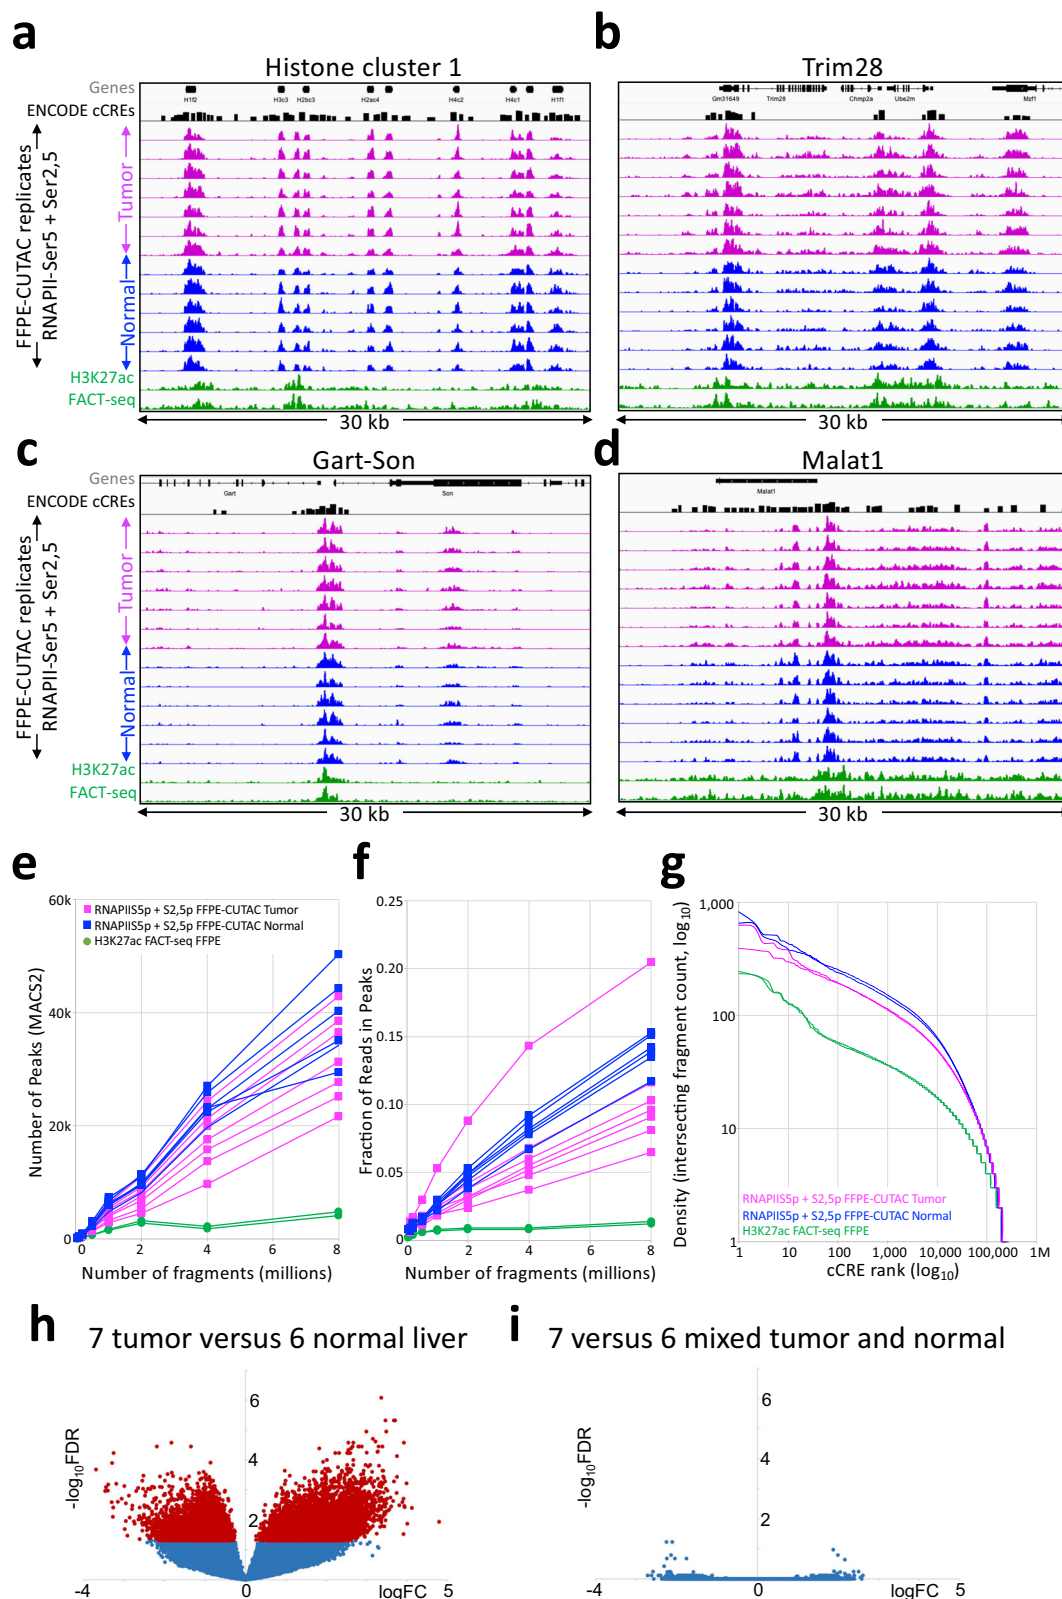 a
Histone cluster 1
Genes
H1f2 H3c3 H2bc3 H2ac4 H4c2 H4c1 H1f1
ENCODE cCREs
FFPE-CUTAC replicates
RNAPII-Ser5 + Ser2,5
Tumor
Normal
H3K27ac
FACT-seq
30 kb
b
Trim28
Gm31649 Trim28 Chmp2a Ube2m Mzf1
30 kb
c
Gart-Son
Genes
Gart Son
ENCODE cCREs
FFPE-CUTAC replicates
RNAPII-Ser5 + Ser2,5
Tumor
Normal
H3K27ac
FACT-seq
30 kb
d
Malat1
Malat1
30 kb
e
Number of Peaks (MACS2)
60k
40k
20k
0
RNAPIIS5p + S2,5p FFPE-CUTAC Tumor
RNAPIIS5p + S2,5p FFPE-CUTAC Normal
H3K27ac FACT-seq FFPE
0 2 4 8
Number of fragments (millions)
f
Fraction of Reads in Peaks
0.25
0.20
0.15
0.10
0.05
0
0 2 4 8
Number of fragments (millions)
g
Density (intersecting fragment count, log10)
1,000
100
10
1
RNAPIIS5p + S2,5p FFPE-CUTAC Tumor
RNAPIIS5p + S2,5p FFPE-CUTAC Normal
H3K27ac FACT-seq FFPE
1 10 100 1,000 10,000 100,000 1M
cCRE rank (log10)
h
7 tumor versus 6 normal liver
-log10FDR
6
4
2
-4 0 logFC 5
i
7 versus 6 mixed tumor and normal
-log10FDR
6
4
2
-4 0 logFC 5